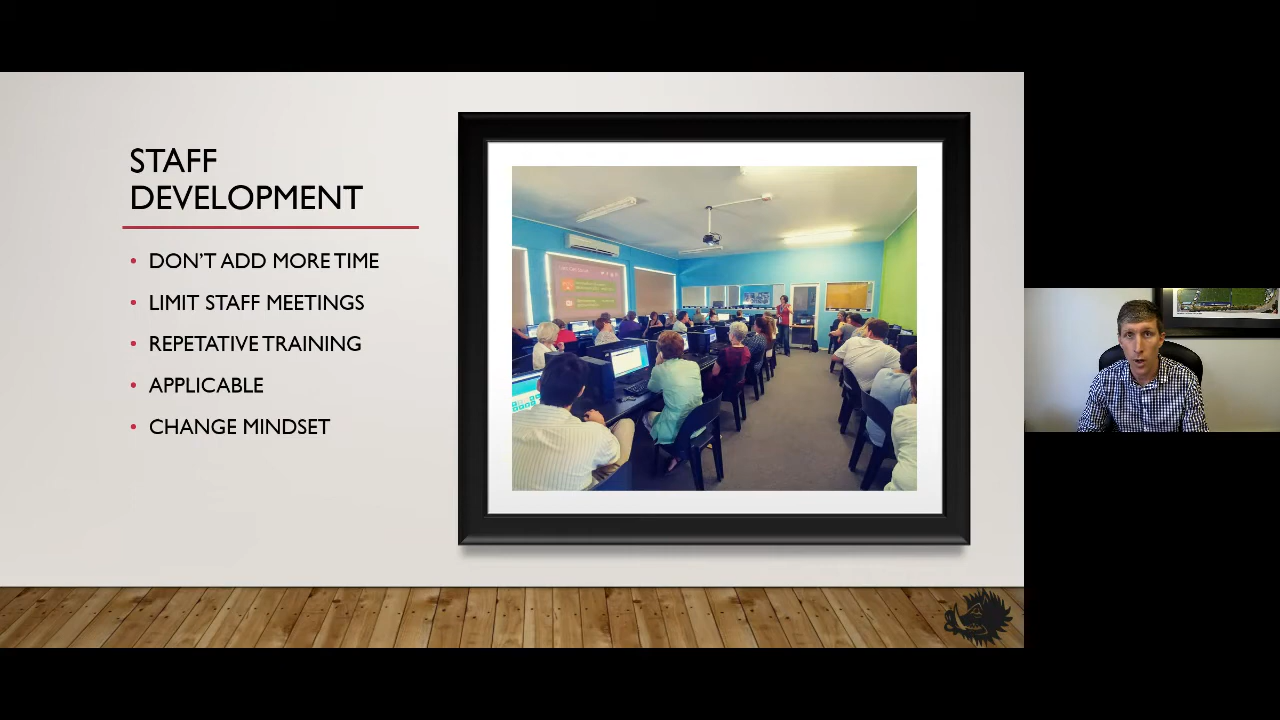 STAFF
DEVELOPMENT
• DON'T ADD MORE TIME
• LIMIT STAFF MEETINGS
• REPETATIVE TRAINING
• APPLICABLE
• CHANGE MINDSET